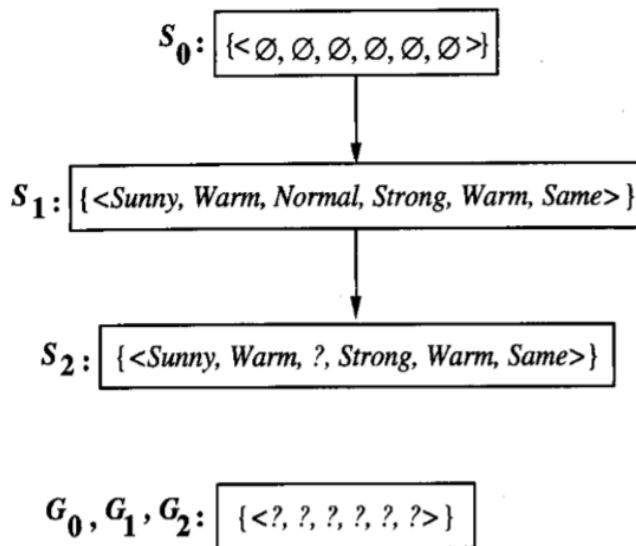 S₀: {<∅, ∅, ∅, ∅, ∅, ∅>}
S₁: {<Sunny, Warm, Normal, Strong, Warm, Same>}
S₂: {<Sunny, Warm, ?, Strong, Warm, Same>}
G₀, G₁, G₂: {<?, ?, ?, ?, ?, ?>}